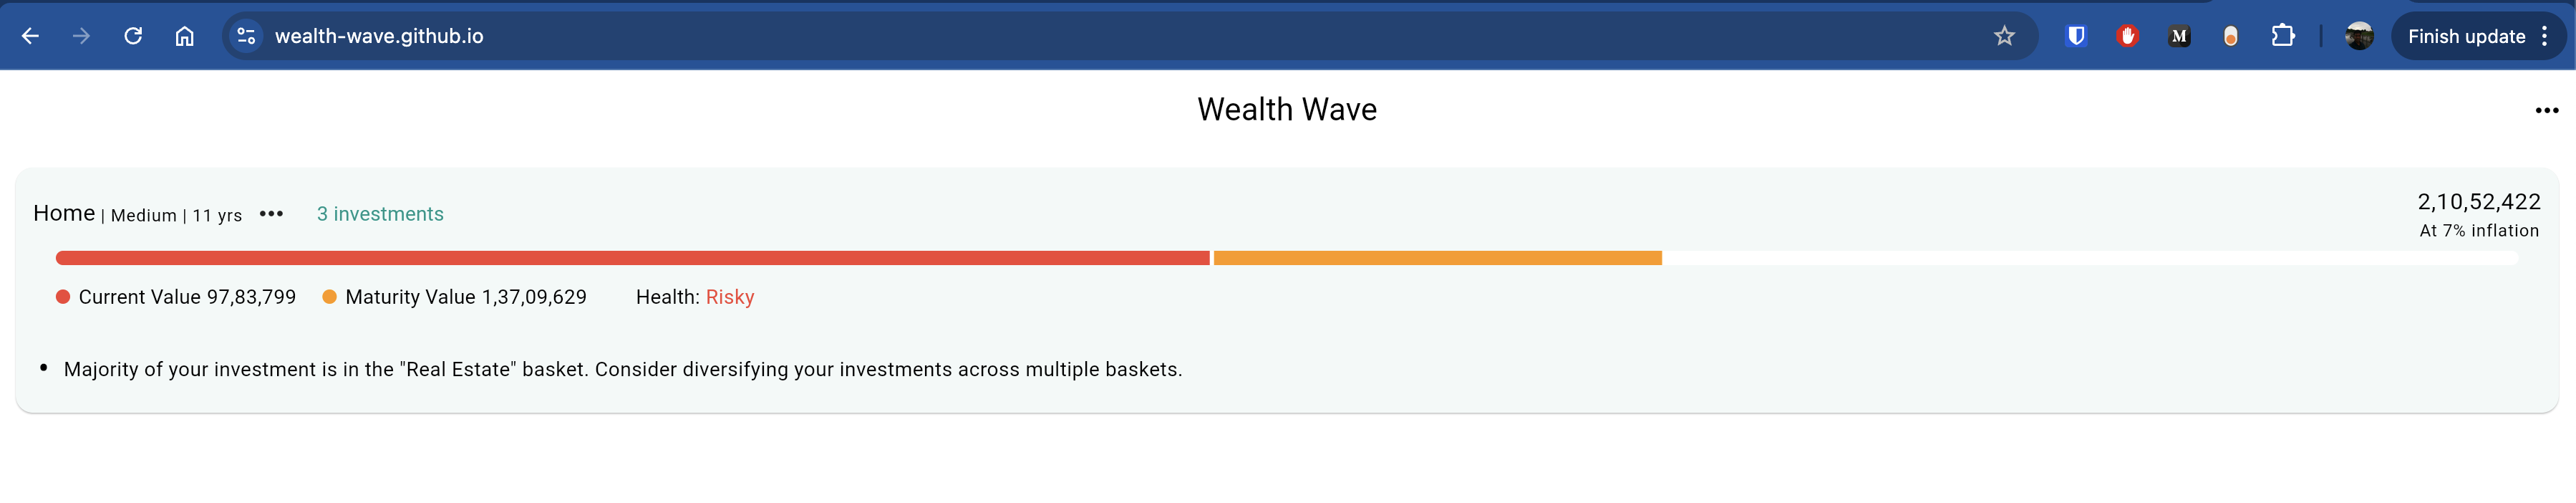 wealth-wave.github.io
M
Finish update
Wealth Wave
Home | Medium | 11 yrs ••• 3 investments
2,10,52,422
At 7% inflation
Current Value 97,83,799 Maturity Value 1,37,09,629 Health: Risky
• Majority of your investment is in the "Real Estate" basket. Consider diversifying your investments across multiple baskets.